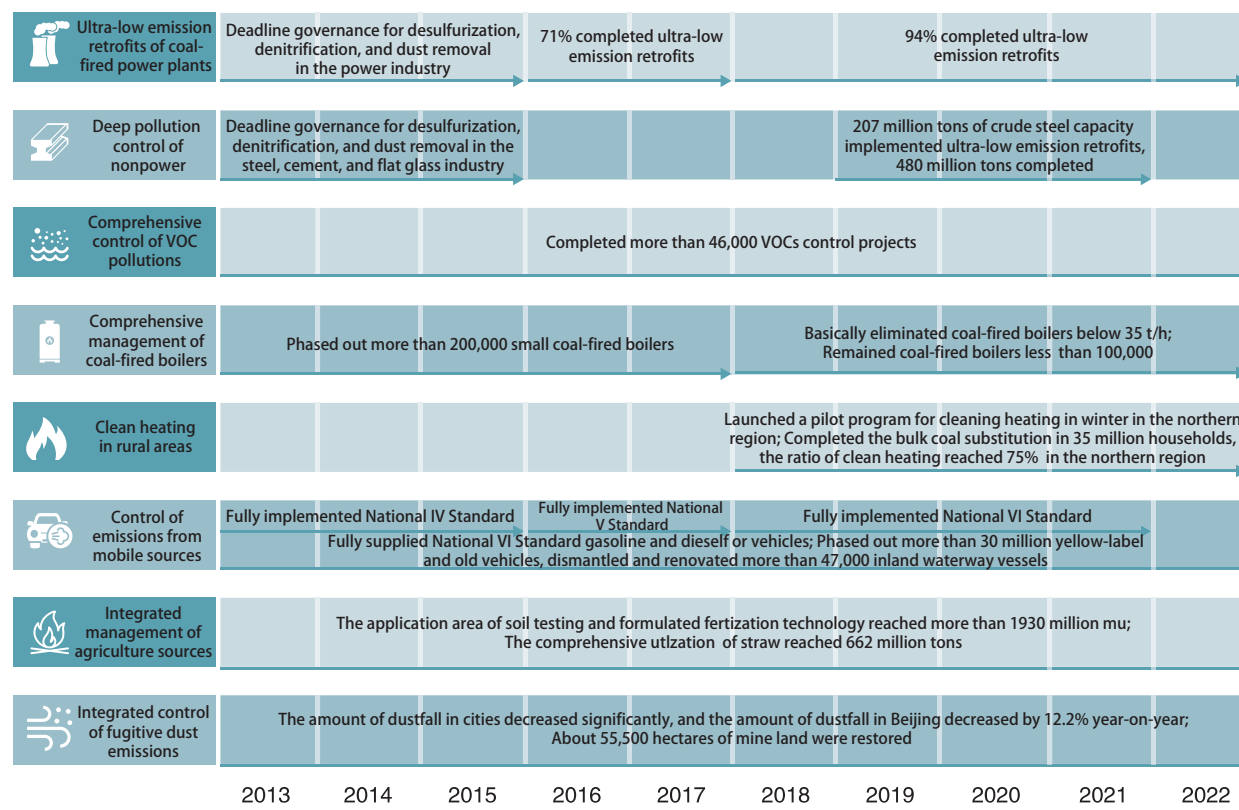 Ultra-low emission
retrofits of coal-
fired power plants
Deadline governance for desulfurization,
denitrification, and dust removal
in the power industry
71% completed ultra-low
emission retrofits
94% completed ultra-low
emission retrofits
Deep pollution
control of
nonpower
Deadline governance for desulfurization,
denitrification, and dust removal in the
steel, cement, and flat glass industry
207 million tons of crude steel capacity
implemented ultra-low emission retrofits,
480 million tons completed
Comprehensive
control of VOC
pollutions
Completed more than 46,000 VOCs control projects
Comprehensive
management of
coal-fired boilers
Phased out more than 200,000 small coal-fired boilers
Basically eliminated coal-fired boilers below 35 t/h;
Remained coal-fired boilers less than 100,000
Clean heating
in rural areas
Launched a pilot program for cleaning heating in winter in the northern
region; Completed the bulk coal substitution in 35 million households,
the ratio of clean heating reached 75% in the northern region
Control of
emissions from
mobile sources
Fully implemented National IV Standard
Fully implemented National
V Standard
Fully implemented National VI Standard
Fully supplied National VI Standard gasoline and dieself or vehicles; Phased out more than 30 million yellow-label
and old vehicles, dismantled and renovated more than 47,000 inland waterway vessels
Integrated
management of
agriculture sources
The application area of soil testing and formulated fertization technology reached more than 1930 million mu;
The comprehensive utlzation of straw reached 662 million tons
Integrated control
of fugitive dust
emissions
The amount of dustfall in cities decreased significantly, and the amount of dustfall in Beijing decreased by 12.2% year-on-year;
About 55,500 hectares of mine land were restored
2013 2014 2015 2016 2017 2018 2019 2020 2021 2022